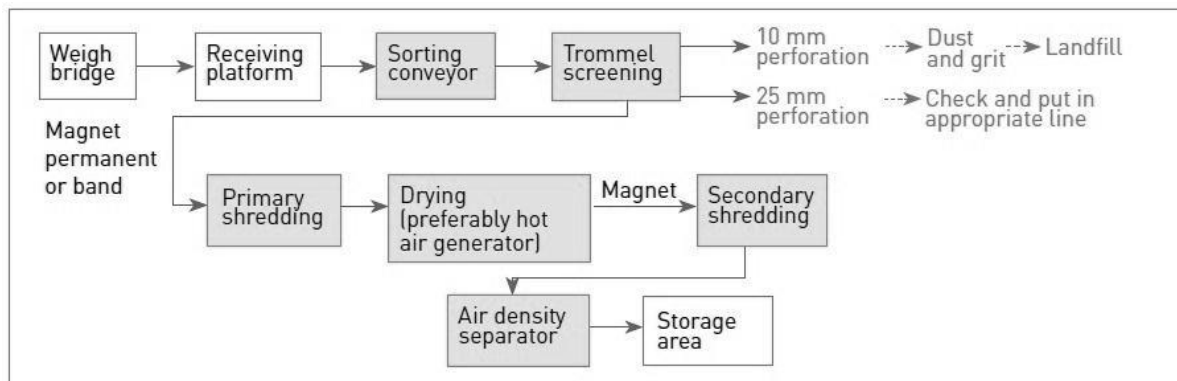 Weigh
bridge
Receiving
platform
Sorting
conveyor
Trommel
screening
10 mm
perforation
Dust
and grit
Landfill
25 mm
perforation
Check and put in
appropriate line
Magnet
permanent
or band
Primary
shredding
Drying
(preferably hot
air generator)
Magnet
Secondary
shredding
Air density
separator
Storage
area